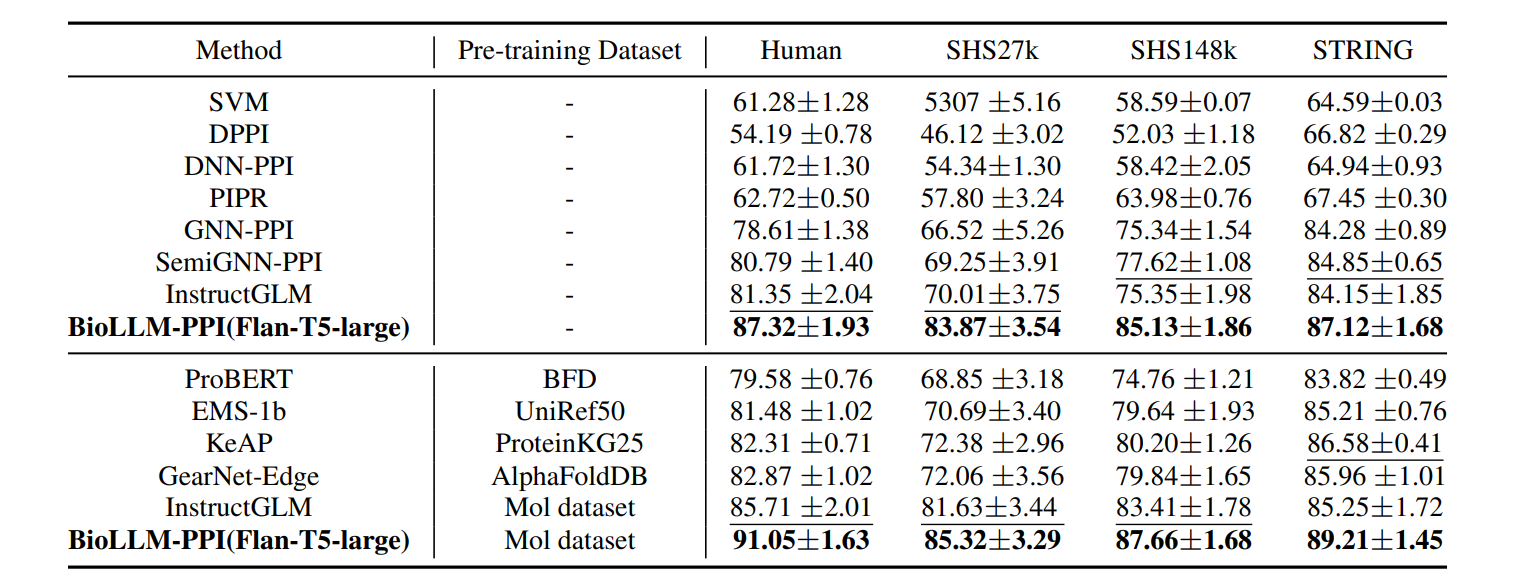 Method Pre-training Dataset Human SHS27k SHS148k STRING
SVM - 61.28±1.28 5307 ±5.16 58.59±0.07 64.59±0.03
DPPI - 54.19 ±0.78 46.12 ±3.02 52.03 ±1.18 66.82 ±0.29
DNN-PPI - 61.72±1.30 54.34±1.30 58.42±2.05 64.94±0.93
PIPR - 62.72±0.50 57.80 ±3.24 63.98±0.76 67.45 ±0.30
GNN-PPI - 78.61±1.38 66.52 ±5.26 75.34±1.54 84.28 ±0.89
SemiGNN-PPI - 80.79 ±1.40 69.25±3.91 77.62±1.08 84.85±0.65
InstructGLM - 81.35 ±2.04 70.01±3.75 75.35±1.98 84.15±1.85
BioLLM-PPI(Flan-T5-large) - 87.32±1.93 83.87±3.54 85.13±1.86 87.12±1.68
ProBERT BFD 79.58 ±0.76 68.85 ±3.18 74.76 ±1.21 83.82 ±0.49
EMS-1b UniRef50 81.48 ±1.02 70.69±3.40 79.64 ±1.93 85.21 ±0.76
KeAP ProteinKG25 82.31 ±0.71 72.38 ±2.96 80.20±1.26 86.58±0.41
GearNet-Edge AlphaFoldDB 82.87 ±1.02 72.06 ±3.56 79.84±1.65 85.96 ±1.01
InstructGLM Mol dataset 85.71 ±2.01 81.63±3.44 83.41±1.78 85.25±1.72
BioLLM-PPI(Flan-T5-large) Mol dataset 91.05±1.63 85.32±3.29 87.66±1.68 89.21±1.45